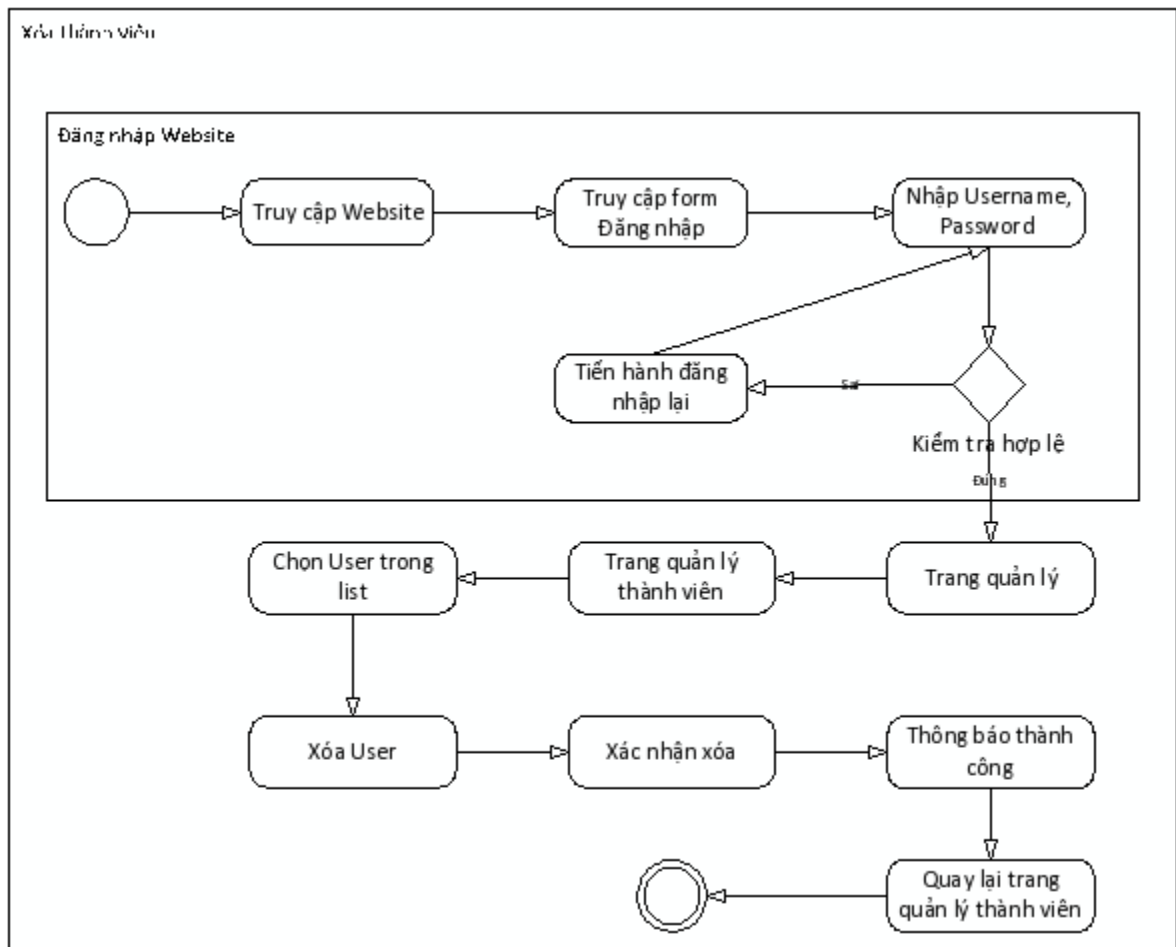 Xóa Thành Viên
Đăng nhập Website
Truy cập Website
Truy cập form
Đăng nhập
Nhập Username,
Password
Tiến hành đăng
nhập lại
Sai
Kiểm tra hợp lệ
Đúng
Chọn User trong
list
Trang quản lý
thành viên
Trang quản lý
Xóa User
Xác nhận xóa
Thông báo thành
công
Quay lại trang
quản lý thành viên